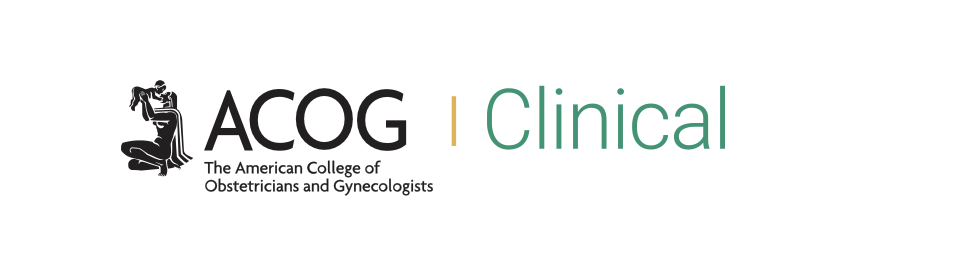 ACOG | Clinical
The American College of
Obstetricians and Gynecologists